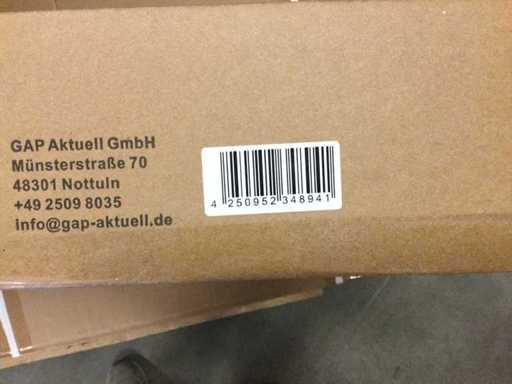 GAP Aktuell GmbH
Münsterstraße 70
48301 Nottuln
+49 2509 8035
info@gap-aktuell.de
4 250952 348941